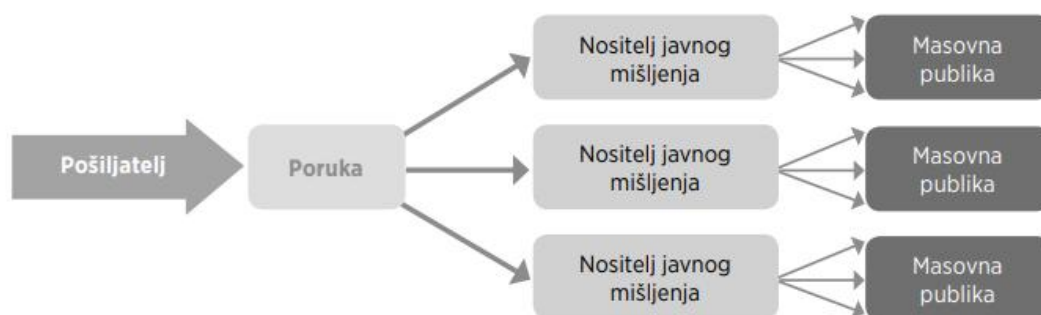 Pošiljatelj
Poruka
Nositelj javnog
mišljenja
Masovna
publika
Nositelj javnog
mišljenja
Masovna
publika
Nositelj javnog
mišljenja
Masovna
publika